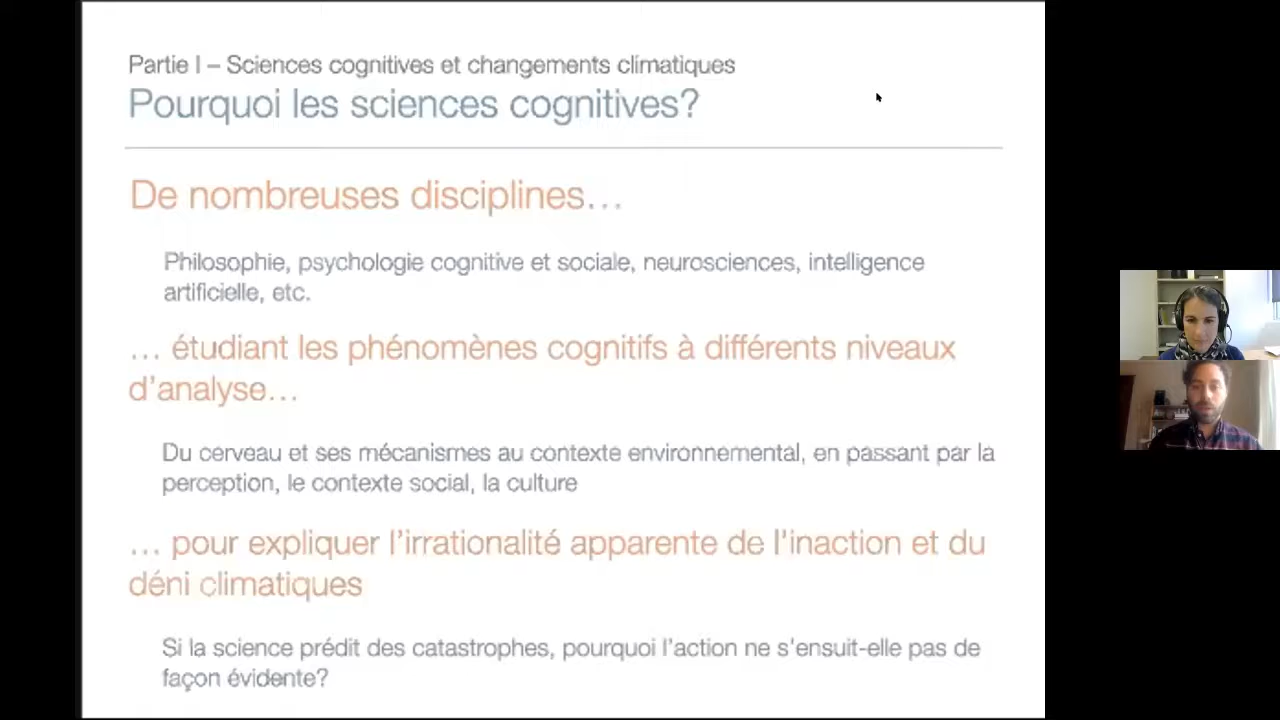 Partie I – Sciences cognitives et changements climatiques
Pourquoi les sciences cognitives?
De nombreuses disciplines…
Philosophie, psychologie cognitive et sociale, neurosciences, intelligence
artificielle, etc.
… étudiant les phénomènes cognitifs à différents niveaux
d'analyse…
Du cerveau et ses mécanismes au contexte environnemental, en passant par la
perception, le contexte social, la culture
… pour expliquer l'irrationalité apparente de l'inaction et du
déni climatiques
Si la science prédit des catastrophes, pourquoi l'action ne s'ensuit-elle pas de
façon évidente?